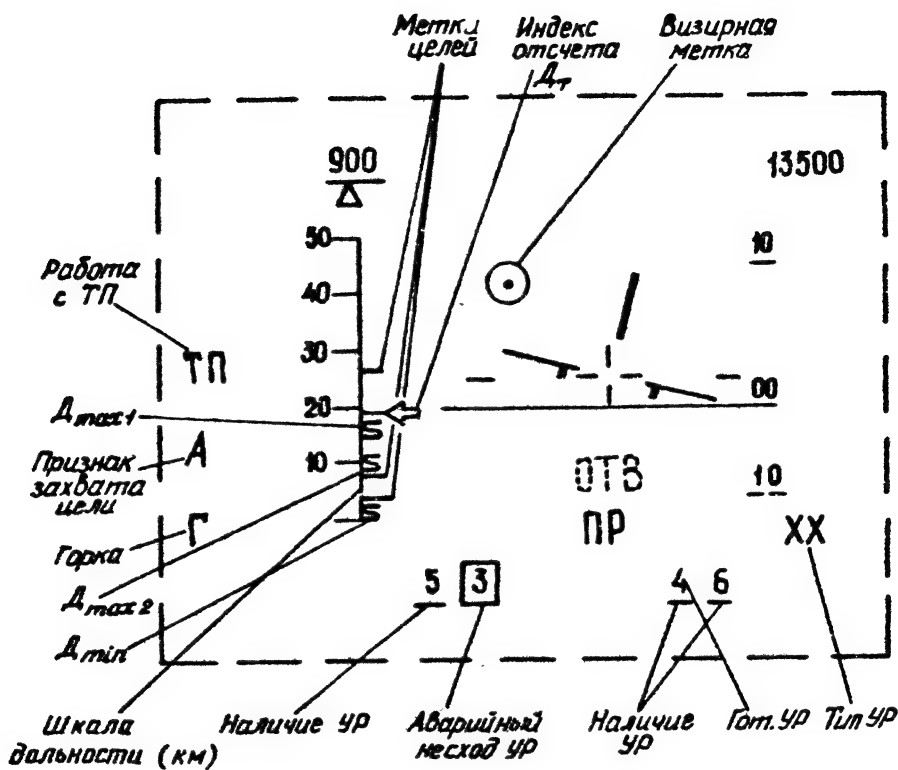 Метки
целей
Индекс
отсчета
Дт
Визирная
метка
900
13500
50
40
30
20
10
10
00
10
Работа
с ТП
ТП
Дmax1
Признак
захвата
цели
А
Горка
Г
Дmax2
Дmin
ОТВ
ПР
ХХ
5
3
4
6
Шкала
дальности (км)
Наличие УР
Аварийный
несход УР
Наличие
УР
Гот. УР
Тип УР